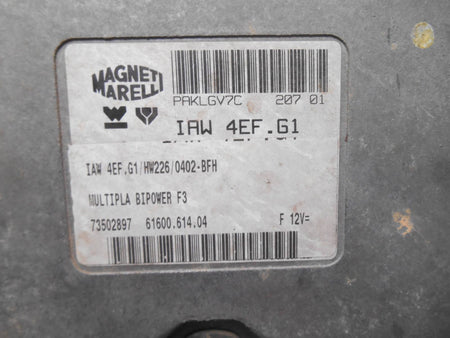 MAGNETI
MARELLI
PAKLGV7C 207 01
IAW 4EF.G1
IAW 4EF.G1/HW226/0402-BFH
MULTIPLA BIPOWER F3
73502897 61600.614.04 F 12V=